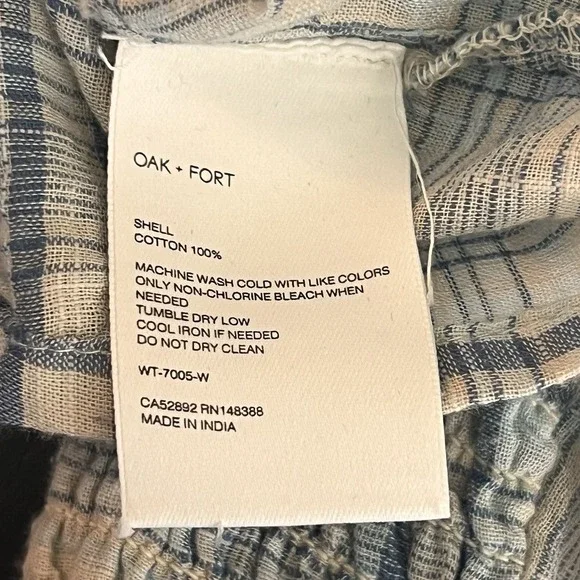 OAK + FORT
SHELL
COTTON 100%
MACHINE WASH COLD WITH LIKE COLORS
ONLY NON-CHLORINE BLEACH WHEN
NEEDED
TUMBLE DRY LOW
COOL IRON IF NEEDED
DO NOT DRY CLEAN
WT-7005-W
CA52892 RN148388
MADE IN INDIA